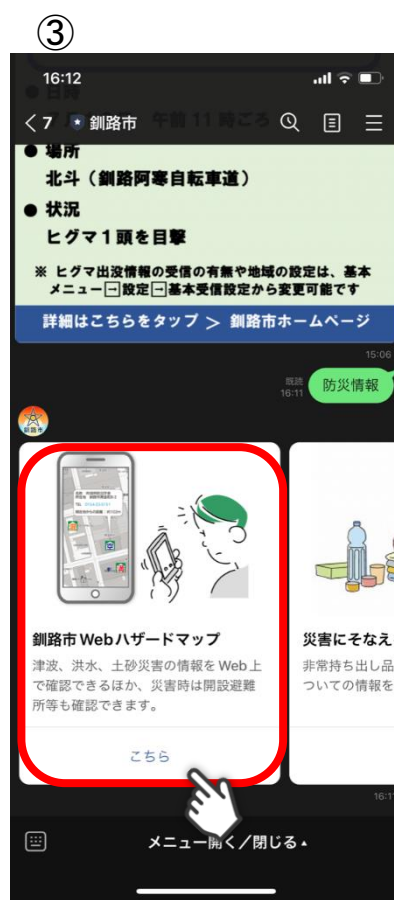 ③
16:12
● 日時
午前11時ごろ
7 釧路市
● 場所
北斗（釧路阿寒自転車道）
● 状況
ヒグマ１頭を目撃
※ ヒグマ出没情報の受信の有無や地域の設定は、基本
メニュー→設定→基本受信設定から変更可能です
詳細はこちらをタップ ＞ 釧路市ホームページ
15:06
既読
16:11
防災情報
釧路市
釧路市Webハザードマップ
津波、洪水、土砂災害の情報をWeb上
で確認できるほか、災害時は開設避難
所等も確認できます。
こちら
災害にそなえ
非常持ち出し品
ついての情報を
16:1
メニュー開く／閉じる▲